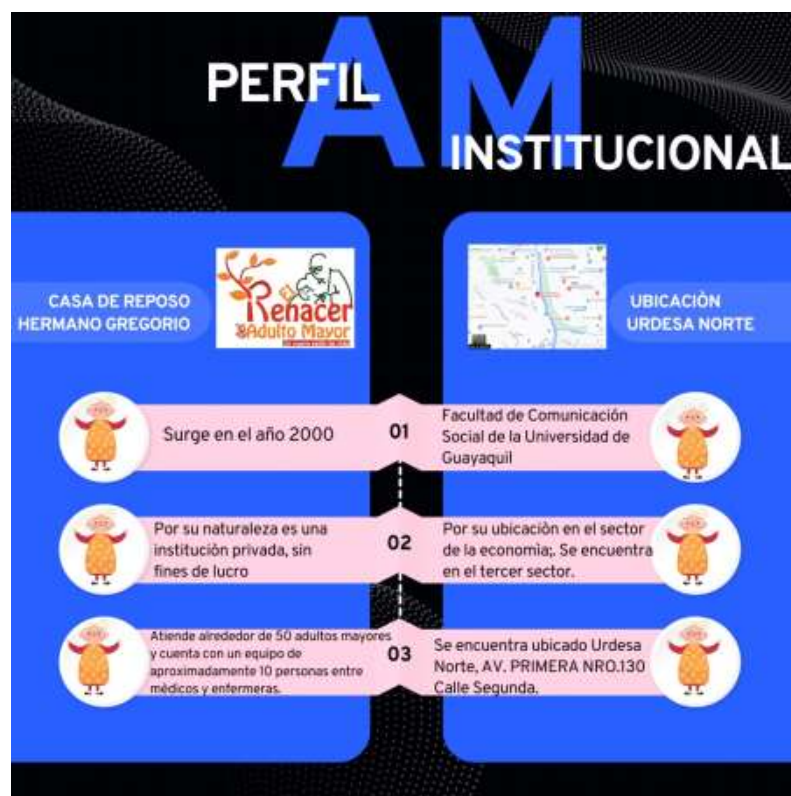 AM
PERFIL
INSTITUCIONAL
CASA DE REPOSO
HERMANO GREGORIO
Renacer
Adulto Mayor
UBICACIÒN
URDESA NORTE
Surge en el año 2000
01
Facultad de Comunicación
Social de la Universidad de
Guayaquil
Por su naturaleza es una
instituciòn privada, sin
fines de lucro
02
Por su ubicaciòn en el sector
de la economìa;. Se encuentra
en el tercer sector.
Atiende alrededor de 50 adultos mayores
y cuenta con un equipo de
aproximadamente 10 personas entre
mèdicos y enfermeras.
03
Se encuentra ubicado Urdesa
Norte, AV. PRIMERA NRO.130
Calle Segunda,